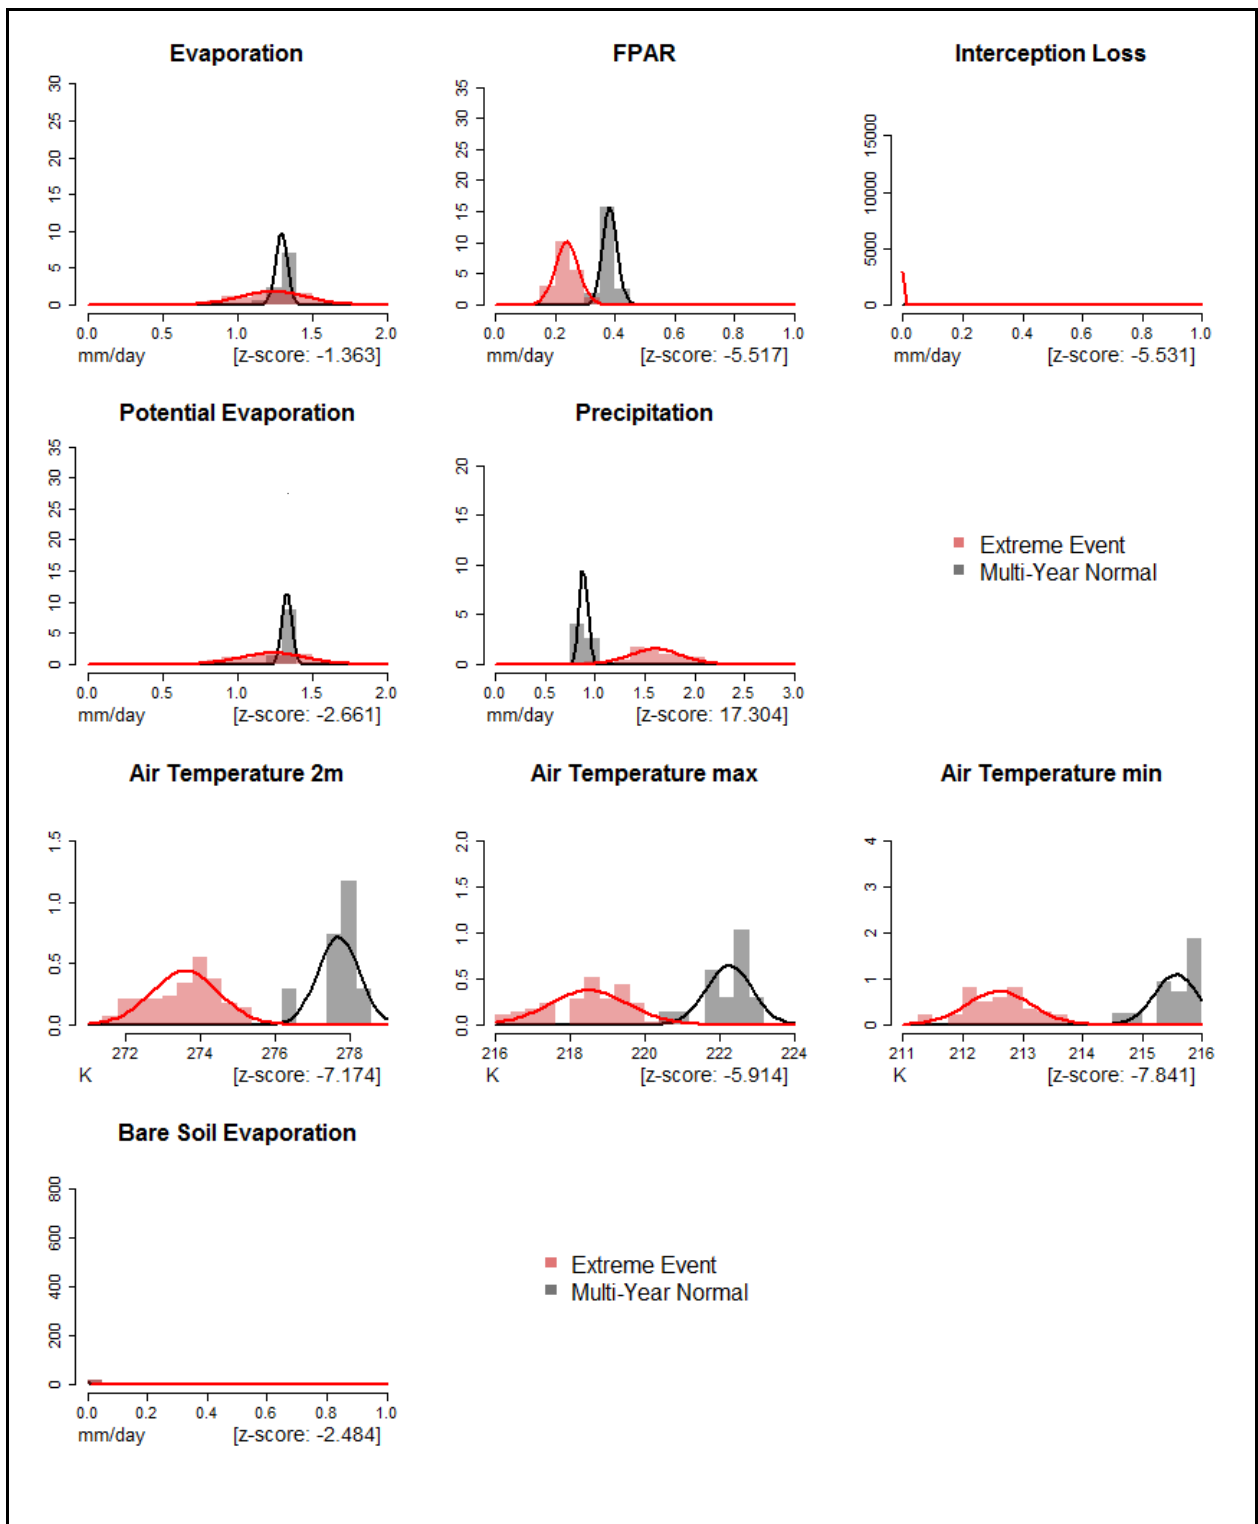 Evaporation FPAR Interception Loss
30
25
20
15
10
5
0
0.0 0.5 1.0 1.5 2.0
mm/day [z-score: -1.363]
35
30
25
20
15
10
5
0
0.0 0.2 0.4 0.6 0.8 1.0
mm/day [z-score: -5.517]
15000
10000
5000
0
0.0 0.2 0.4 0.6 0.8 1.0
mm/day [z-score: -5.531]
Potential Evaporation Precipitation
35
30
25
20
15
10
5
0
0.0 0.5 1.0 1.5 2.0
mm/day [z-score: -2.661]
20
15
10
5
0
0.0 0.5 1.0 1.5 2.0 2.5 3.0
mm/day [z-score: 17.304]
Extreme Event
Multi-Year Normal
Air Temperature 2m Air Temperature max Air Temperature min
1.5
1.0
0.5
0.0
272 274 276 278
K [z-score: -7.174]
2.0
1.5
1.0
0.5
0.0
216 218 220 222 224
K [z-score: -5.914]
4
3
2
1
0
211 212 213 214 215 216
K [z-score: -7.841]
Bare Soil Evaporation
800
600
400
200
0
0.0 0.2 0.4 0.6 0.8 1.0
mm/day [z-score: -2.484]
Extreme Event
Multi-Year Normal